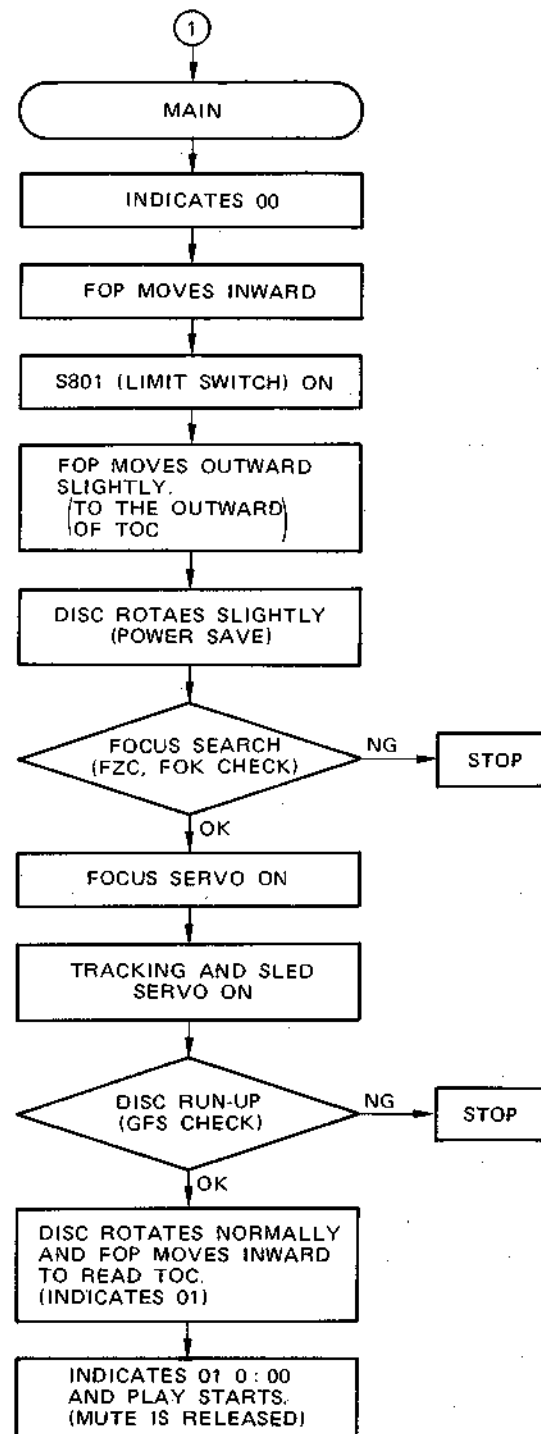 1
MAIN
INDICATES 00
FOP MOVES INWARD
S801 (LIMIT SWITCH) ON
FOP MOVES OUTWARD
SLIGHTLY.
(TO THE OUTWARD)
OF TOC
DISC ROTAES SLIGHTLY
(POWER SAVE)
FOCUS SEARCH
(FZC, FOK CHECK)
NG
STOP
OK
FOCUS SERVO ON
TRACKING AND SLED
SERVO ON
DISC RUN-UP
(GFS CHECK)
NG
STOP
OK
DISC ROTATES NORMALLY
AND FOP MOVES INWARD
TO READ TOC.
(INDICATES 01)
INDICATES 01 0:00
AND PLAY STARTS.
(MUTE IS RELEASED)